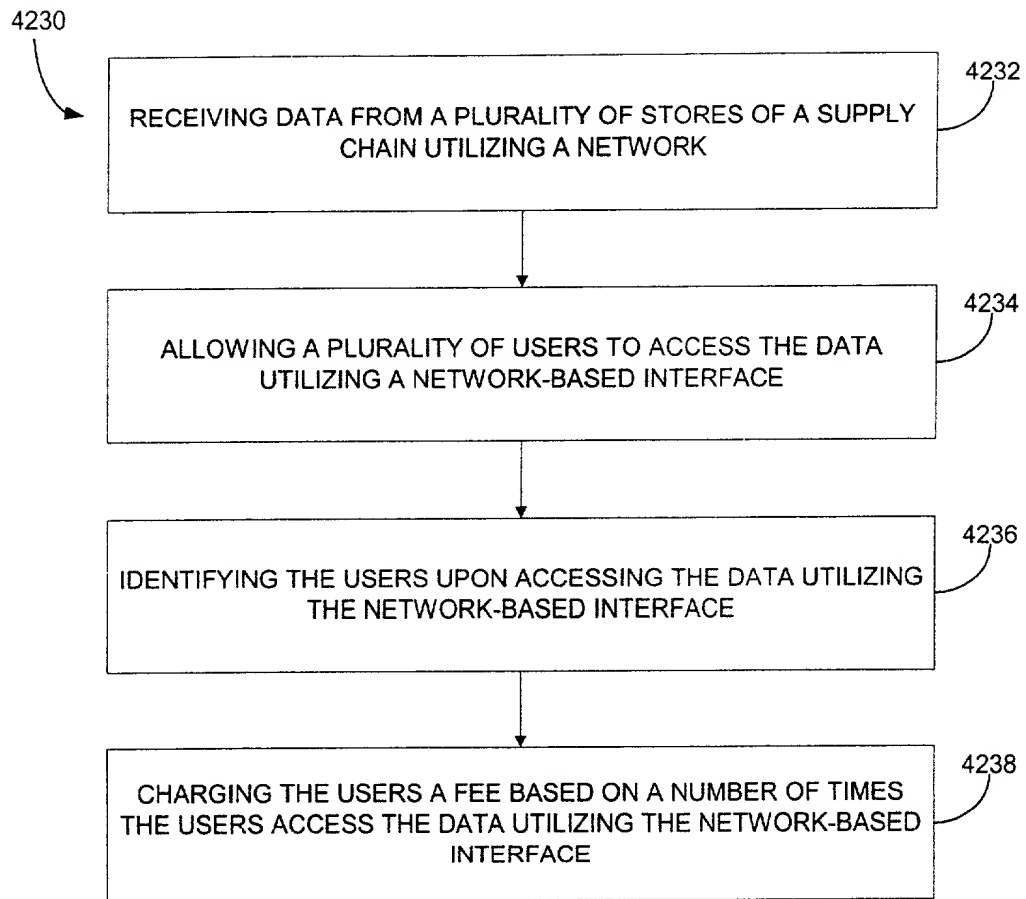 4230
4232
RECEIVING DATA FROM A PLURALITY OF STORES OF A SUPPLY
CHAIN UTILIZING A NETWORK
4234
ALLOWING A PLURALITY OF USERS TO ACCESS THE DATA
UTILIZING A NETWORK-BASED INTERFACE
4236
IDENTIFYING THE USERS UPON ACCESSING THE DATA UTILIZING
THE NETWORK-BASED INTERFACE
4238
CHARGING THE USERS A FEE BASED ON A NUMBER OF TIMES
THE USERS ACCESS THE DATA UTILIZING THE NETWORK-BASED
INTERFACE